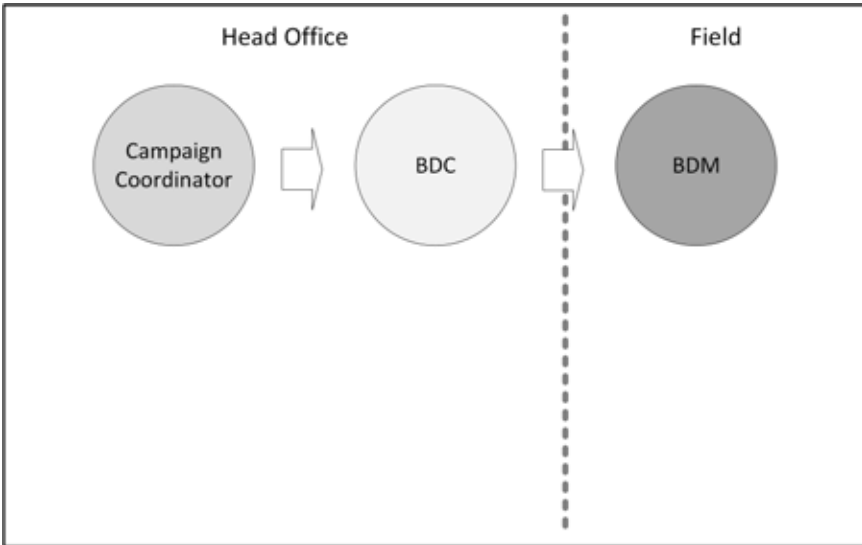 Head Office
Field
Campaign
Coordinator
BDC
BDM